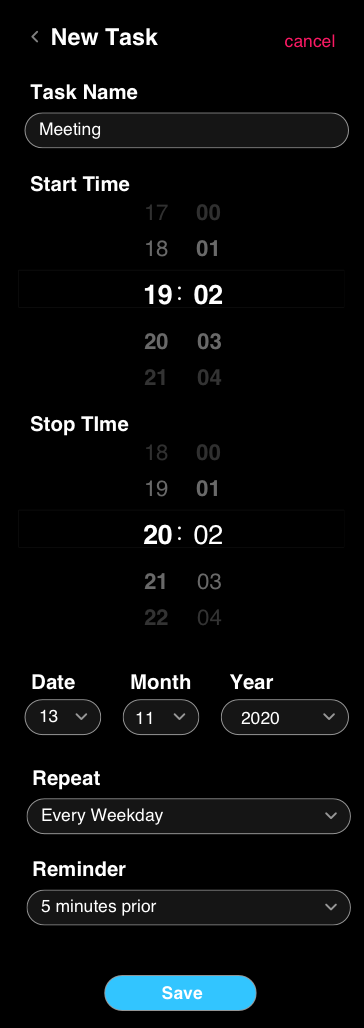 New Task
cancel
Task Name
Meeting
Start Time
17 00
18 01
19 : 02
20 03
21 04
Stop TIme
18 00
19 01
20 : 02
21 03
22 04
Date Month Year
13 11 2020
Repeat
Every Weekday
Reminder
5 minutes prior
Save